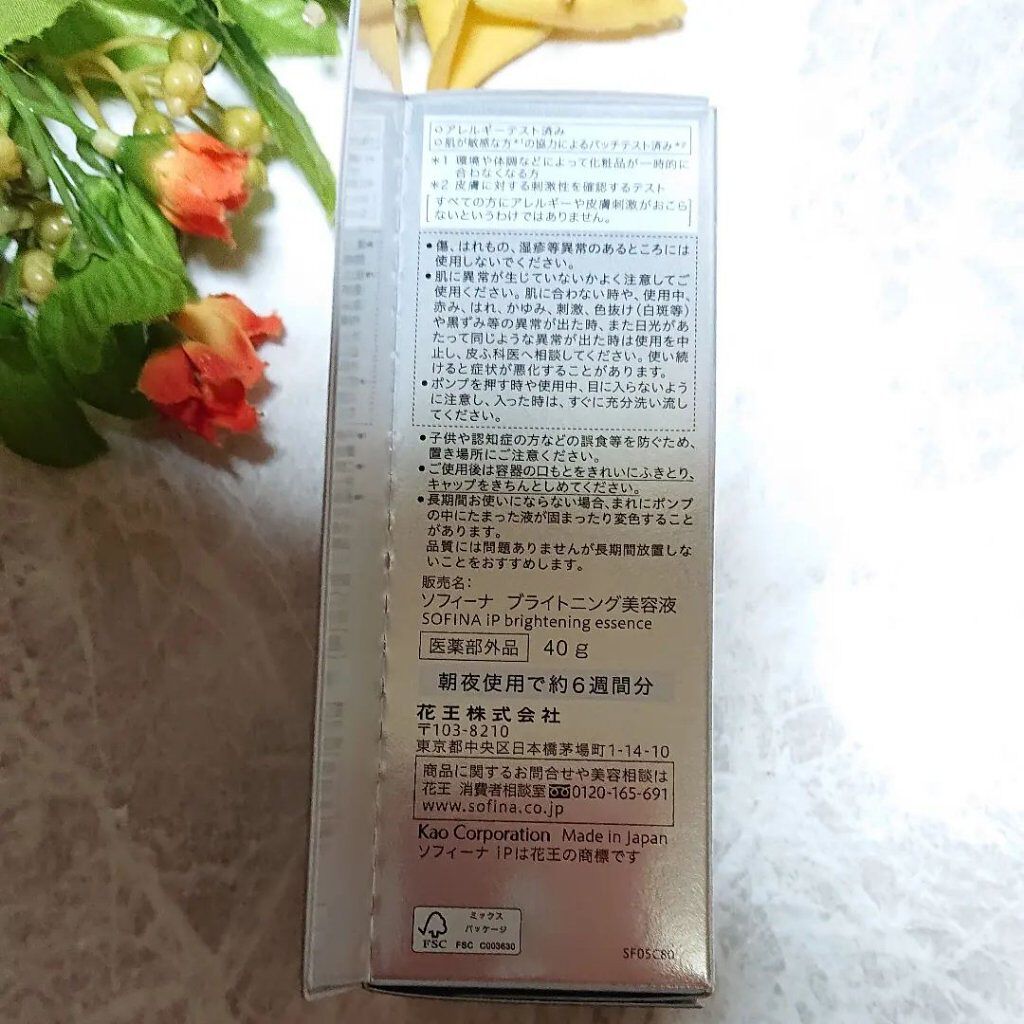 ○アレルギーテスト済み
○肌が敏感な方*1の協力によるパッチテスト済み*2
*1 環境や体調などによって化粧品が一時的に
合わなくなる方
*2 皮膚に対する刺激性を確認するテスト
すべての方にアレルギーや皮膚刺激がおこら
ないというわけではありません。
●傷、はれもの、湿疹等異常のあるところには
使用しないでください。
●肌に異常が生じていないかよく注意してご
使用ください。肌に合わない時や、使用中、
赤み、はれ、かゆみ、刺激、色抜け(白斑等)
や黒ずみ等の異常が出た時、また日光があ
たって同じような異常が出た時は使用を中
止し、皮ふ科医へ相談してください。使い続
けると症状が悪化することがあります。
●ポンプを押す時や使用中、目に入らないよう
に注意し、入った時は、すぐに充分洗い流し
てください。
●子供や認知症の方などの誤食等を防ぐため、
置き場所にご注意ください。
●ご使用後は容器の口もとをきれいにふきとり、
キャップをきちんとしめてください。
●長期間お使いにならない場合、まれにポンプ
の中にたまった液が固まったり変色すること
があります。
品質には問題ありませんが長期間放置しな
いことをおすすめします。
販売名:
ソフィーナ ブライトニング美容液
SOFINA iP brightening essence
医薬部外品 40 g
朝夜使用で約6週間分
花王株式会社
〒103-8210
東京都中央区日本橋茅場町1-14-10
商品に関するお問合せや美容相談は
花王 消費者相談室 0120-165-691
www.sofina.co.jp
Kao Corporation Made in Japan
ソフィーナ iPは花王の商標です
ミックス
パッケージ
FSC FSC C003630
SF05C80